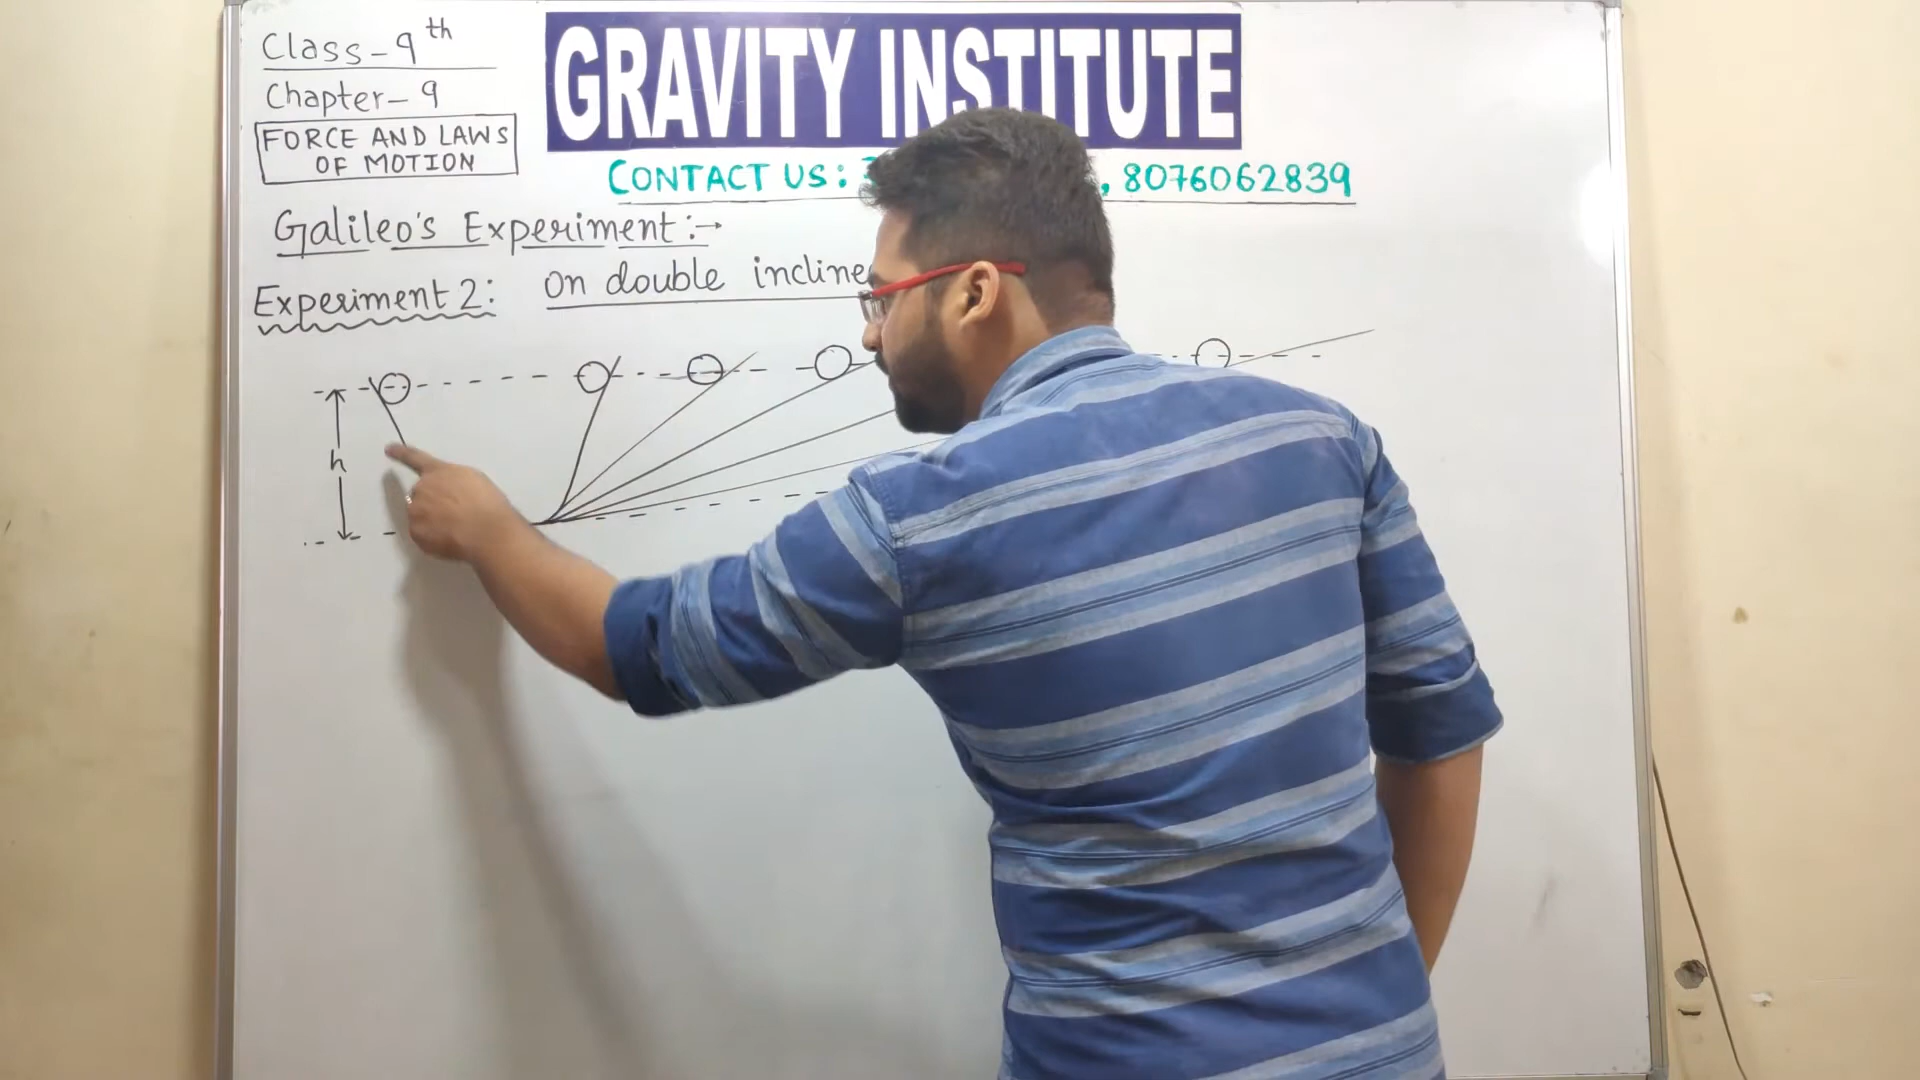 Class - 9th
Chapter - 9
FORCE AND LAWS
OF MOTION
GRAVITY INSTITUTE
CONTACT US : , 8076062839
Galileo's Experiment :→
Experiment 2: on double incline
h